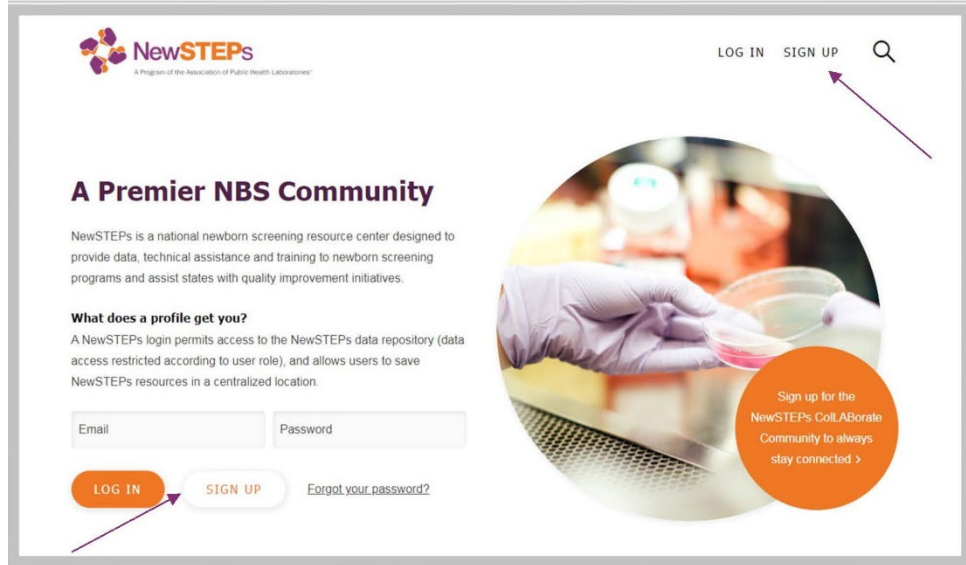 NewSTEPs
A Program of the Association of Public Health Laboratories™
LOG IN SIGN UP
A Premier NBS Community
NewSTEPs is a national newborn screening resource center designed to
provide data, technical assistance and training to newborn screening
programs and assist states with quality improvement initiatives.
What does a profile get you?
A NewSTEPs login permits access to the NewSTEPs data repository (data
access restricted according to user role), and allows users to save
NewSTEPs resources in a centralized location.
Email Password
LOG IN SIGN UP Forgot your password?
Sign up for the
NewSTEPs ColLABorate
Community to always
stay connected >